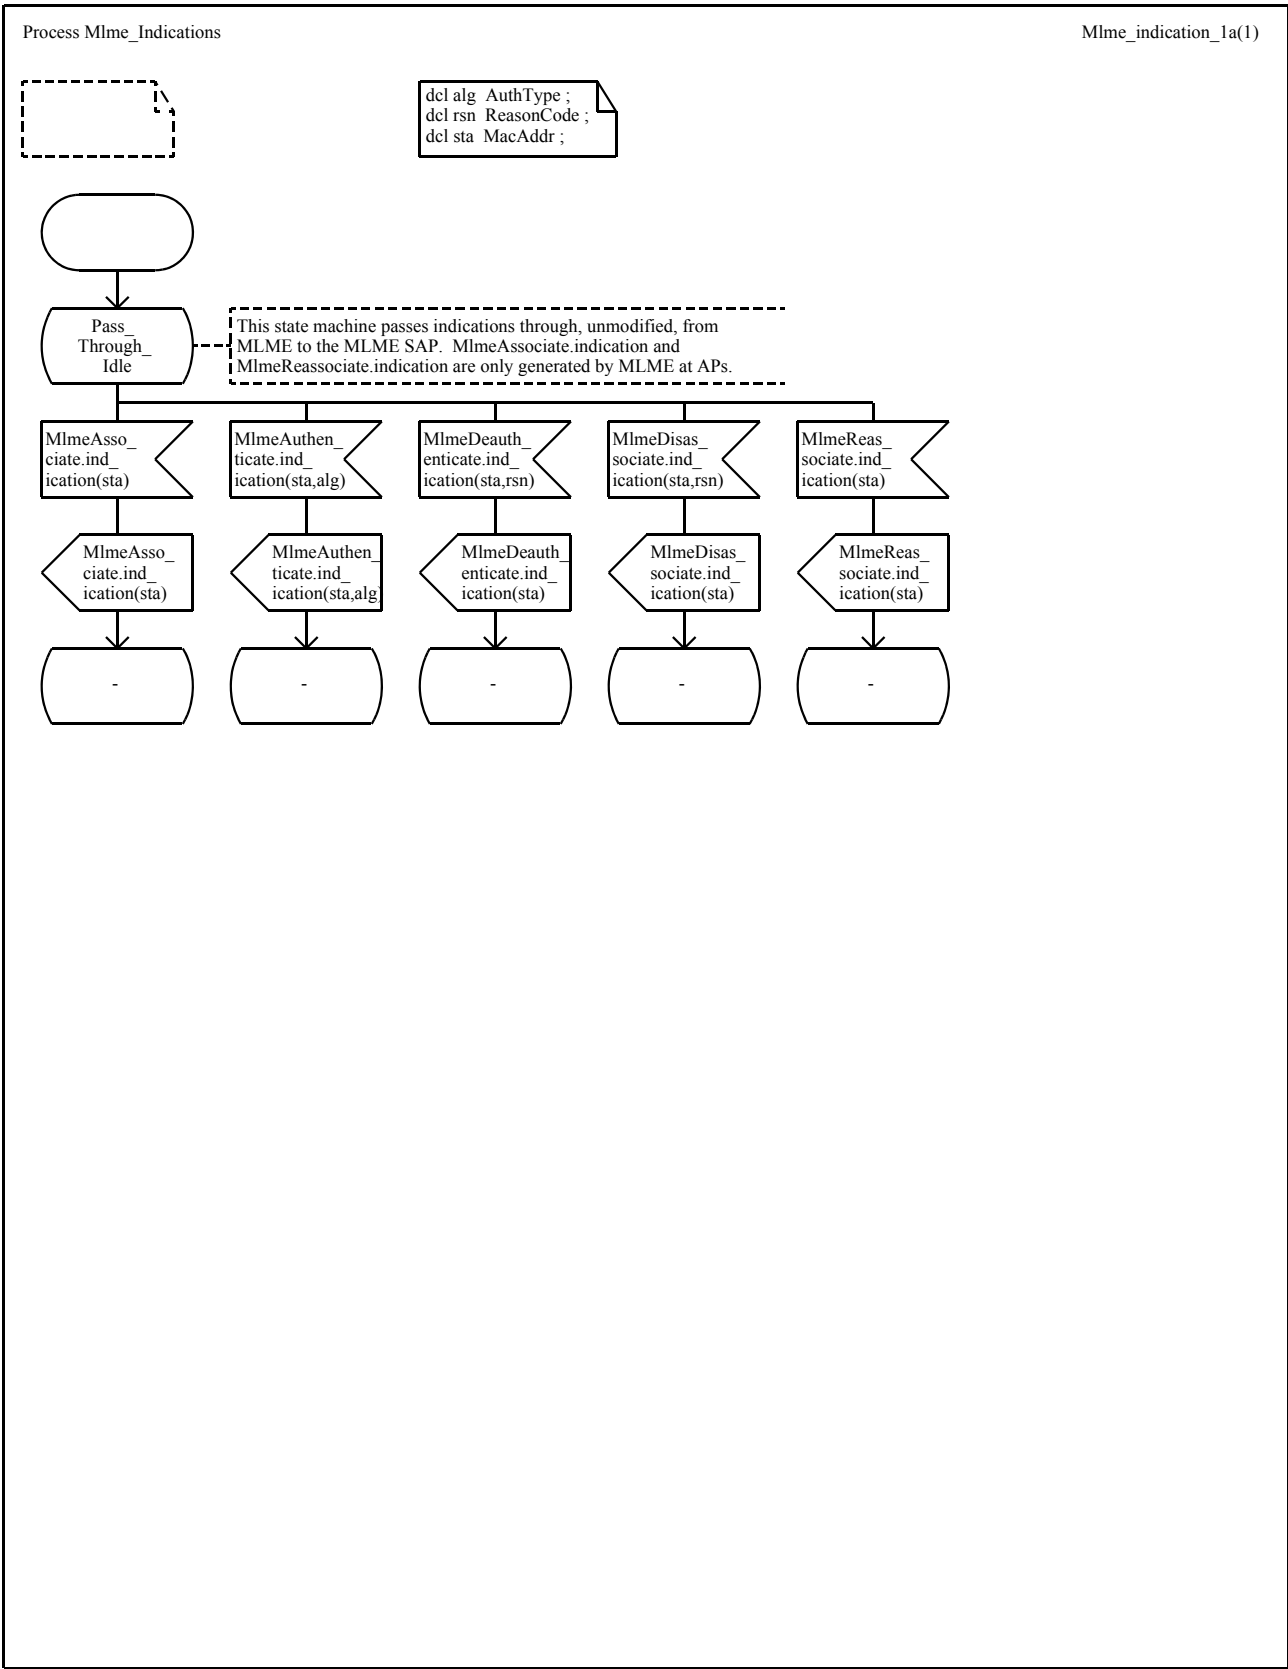 Process Mlme_Indications
Mlme_indication_1a(1)
dcl alg AuthType ;
dcl rsn ReasonCode ;
dcl sta MacAddr ;
Pass_
Through_
Idle
This state machine passes indications through, unmodified, from
MLME to the MLME SAP. MlmeAssociate.indication and
MlmeReassociate.indication are only generated by MLME at APs.
MlmeAsso_
ciate.ind_
ication(sta)
MlmeAuthen_
ticate.ind_
ication(sta,alg)
MlmeDeauth_
enticate.ind_
ication(sta,rsn)
MlmeDisas_
sociate.ind_
ication(sta,rsn)
MlmeReas_
sociate.ind_
ication(sta)
MlmeAsso_
ciate.ind_
ication(sta)
MlmeAuthen_
ticate.ind_
ication(sta,alg)
MlmeDeauth_
enticate.ind_
ication(sta)
MlmeDisas_
sociate.ind_
ication(sta)
MlmeReas_
sociate.ind_
ication(sta)
-
-
-
-
-